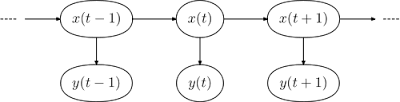 x(t − 1) x(t) x(t + 1)
y(t − 1) y(t) y(t + 1)